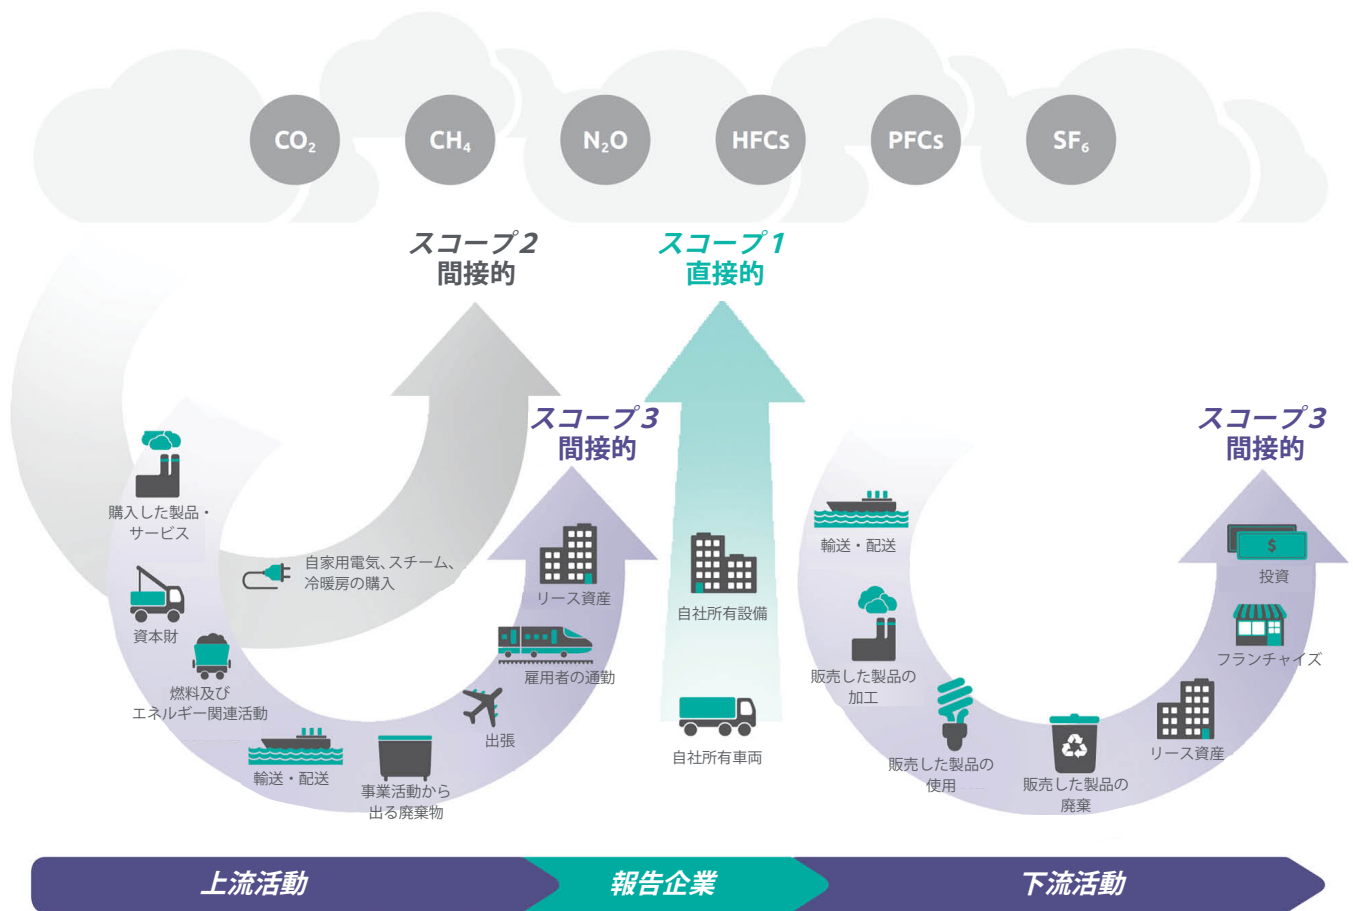 CO₂
CH₄
N₂O
HFCs
PFCs
SF₆
スコープ2
間接的
スコープ1
直接的
スコープ3
間接的
スコープ3
間接的
購入した製品・
サービス
自家用電気、スチーム、
冷暖房の購入
資本財
燃料及び
エネルギー関連活動
輸送・配送
事業活動から
出る廃棄物
出張
雇用者の通勤
リース資産
自社所有設備
自社所有車両
輸送・配送
販売した製品の
加工
販売した製品の
使用
販売した製品の
廃棄
リース資産
フランチャイズ
$
投資
上流活動
報告企業
下流活動